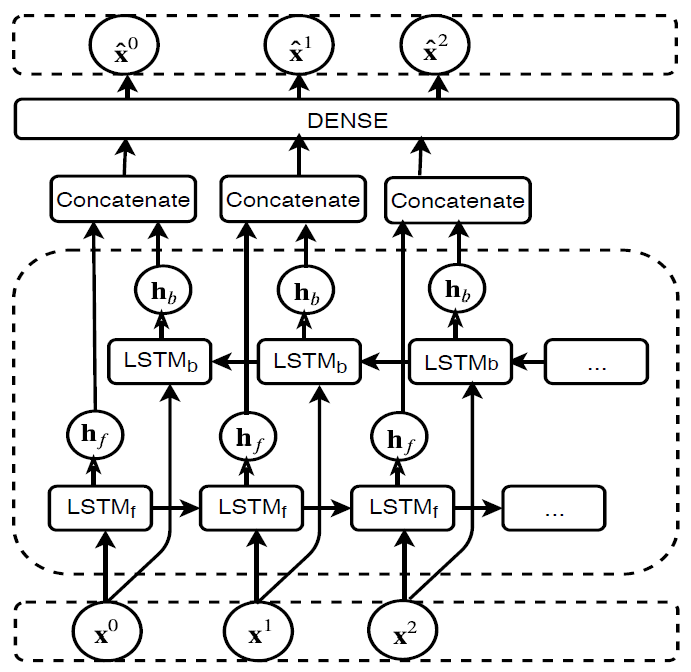 x̂⁰ x̂¹ x̂²
DENSE
Concatenate Concatenate Concatenate
h_b h_b h_b
LSTM_b LSTM_b LSTMb ...
h_f h_f h_f
LSTM_f LSTM_f LSTM_f ...
x⁰ x¹ x²